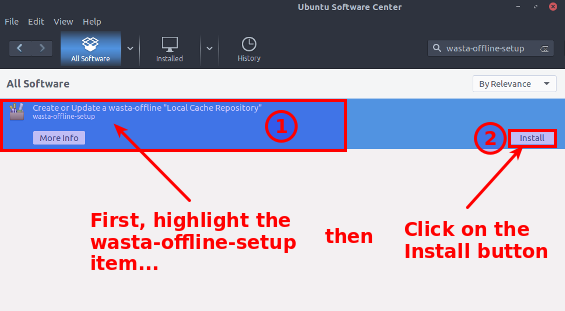 Ubuntu Software Center
File Edit View Help
All Software
Installed
History
wasta-offline-setup
All Software
By Relevance
Create or Update a wasta-offline "Local Cache Repository"
wasta-offline-setup
More Info
1
2
Install
First, highlight the
wasta-offline-setup
item...
then
Click on the
Install button